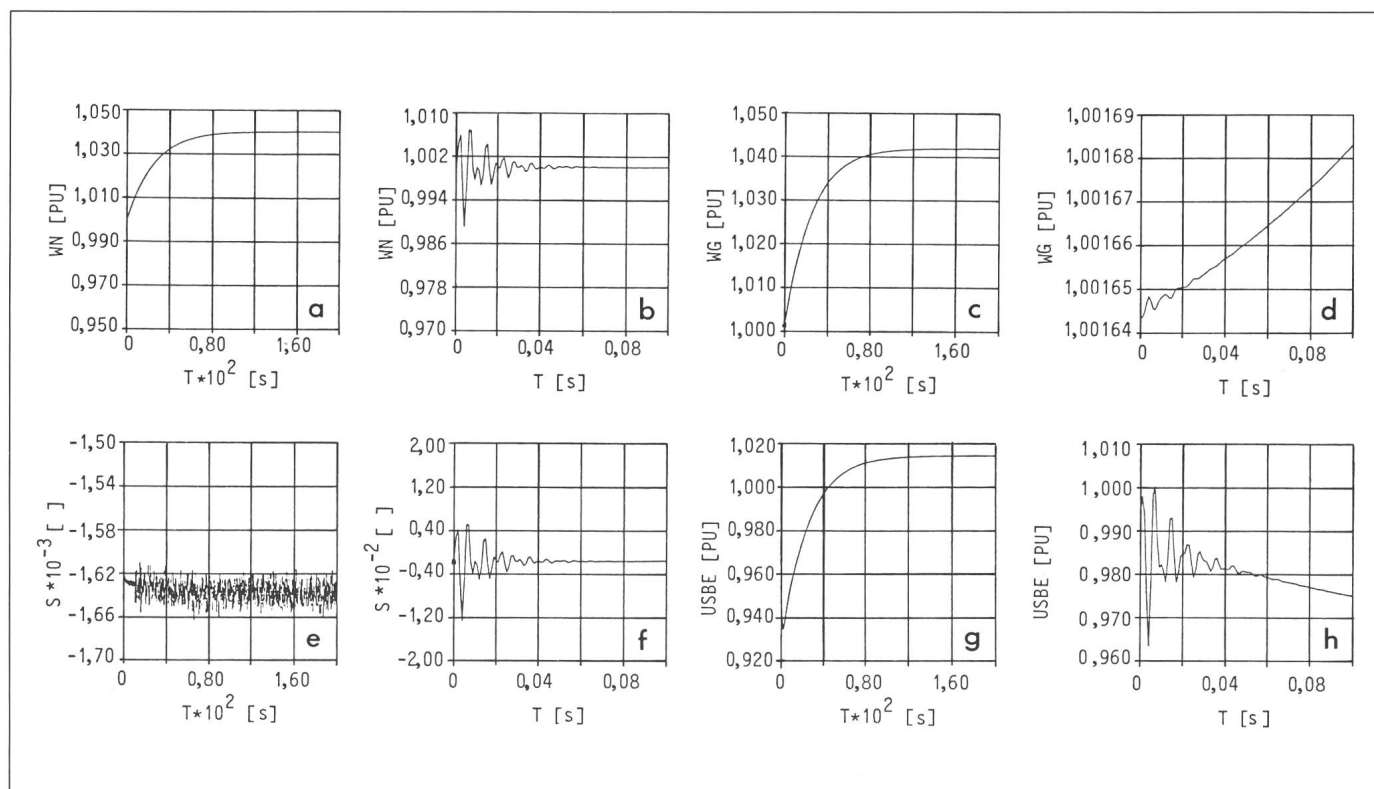 1,050
1,030
1,010
0,990
0,970
0,950
WN [PU]
0 0,80 1,60
T*10² [s]
a
1,010
1,002
0,994
0,986
0,978
0,970
WN [PU]
0 0,04 0,08
T [s]
b
1,050
1,040
1,030
1,020
1,010
1,000
WG [PU]
0 0,80 1,60
T*10² [s]
c
1,00169
1,00168
1,00167
1,00166
1,00165
1,00164
WG [PU]
0 0,04 0,08
T [s]
d
-1,50
-1,54
-1,58
-1,62
-1,66
-1,70
S*10⁻³ [ ]
0 0,80 1,60
T*10² [s]
e
2,00
1,20
0,40
-0,40
-1,20
-2,00
S*10⁻² [ ]
0 0,04 0,08
T [s]
f
1,020
1,000
0,980
0,960
0,940
0,920
USBE [PU]
0 0,80 1,60
T*10² [s]
g
1,010
1,000
0,990
0,980
0,970
0,960
USBE [PU]
0 0,04 0,08
T [s]
h